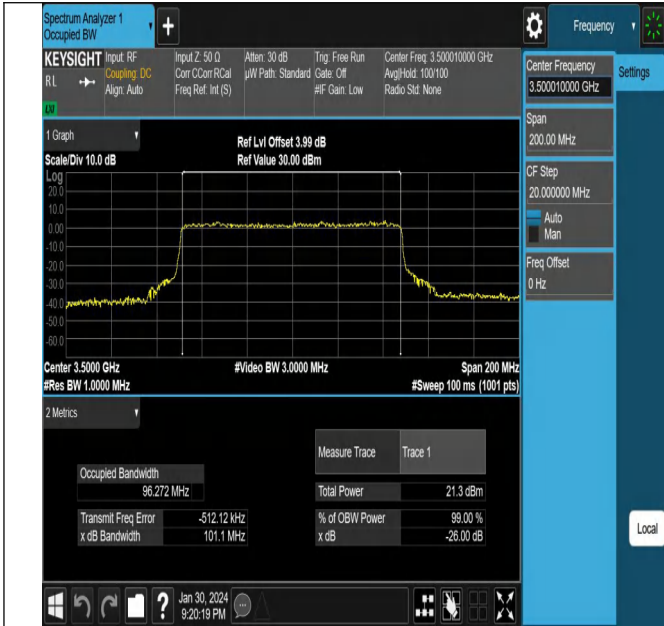 Spectrum Analyzer 1
Occupied BW
Frequency
KEYSIGHT
RL
LXI
Input: RF
Coupling: DC
Align: Auto
Input Z: 50 Ω
Corr CCorr RCal
Freq Ref: Int (S)
Atten: 30 dB
µW Path: Standard
Trig: Free Run
Gate: Off
#IF Gain: Low
Center Freq: 3.500010000 GHz
Avg|Hold: 100/100
Radio Std: None
Center Frequency
3.500010000 GHz
Settings
Span
200.00 MHz
CF Step
20.000000 MHz
Auto
Man
Freq Offset
0 Hz
Local
1 Graph
Scale/Div 10.0 dB
Ref Lvl Offset 3.99 dB
Ref Value 30.00 dBm
Log
20.0
10.0
0.00
-10.0
-20.0
-30.0
-40.0
-50.0
-60.0
Center 3.5000 GHz
#Video BW 3.0000 MHz
Span 200 MHz
#Res BW 1.0000 MHz
#Sweep 100 ms (1001 pts)
2 Metrics
Measure Trace Trace 1
Occupied Bandwidth
96.272 MHz
Total Power 21.3 dBm
Transmit Freq Error -512.12 kHz
% of OBW Power 99.00 %
x dB Bandwidth 101.1 MHz
x dB -26.00 dB
Jan 30, 2024
9:20:19 PM